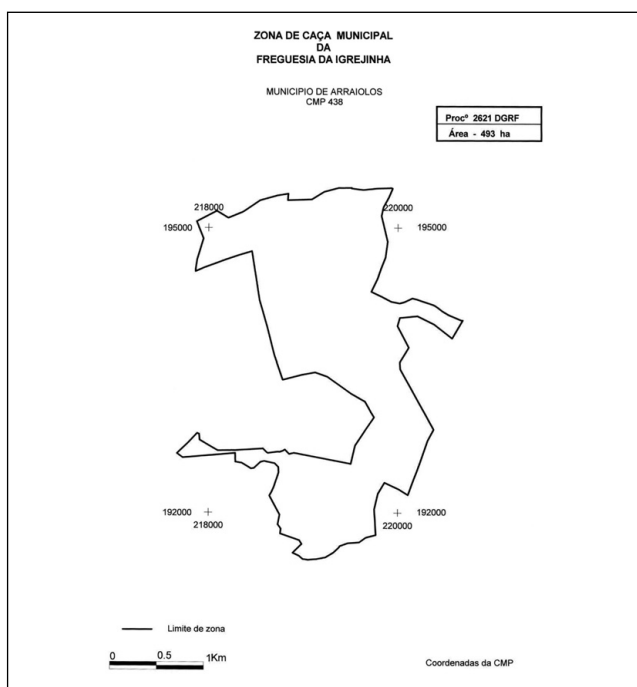 ZONA DE CAÇA MUNICIPAL
DA
FREGUESIA DA IGREJINHA
MUNICIPIO DE ARRAIOLOS
CMP 438
Procº 2621 DGRF
Área - 493 ha
218000
220000
195000
195000
192000
192000
218000
220000
Limite de zona
0 0.5 1Km
Coordenadas da CMP